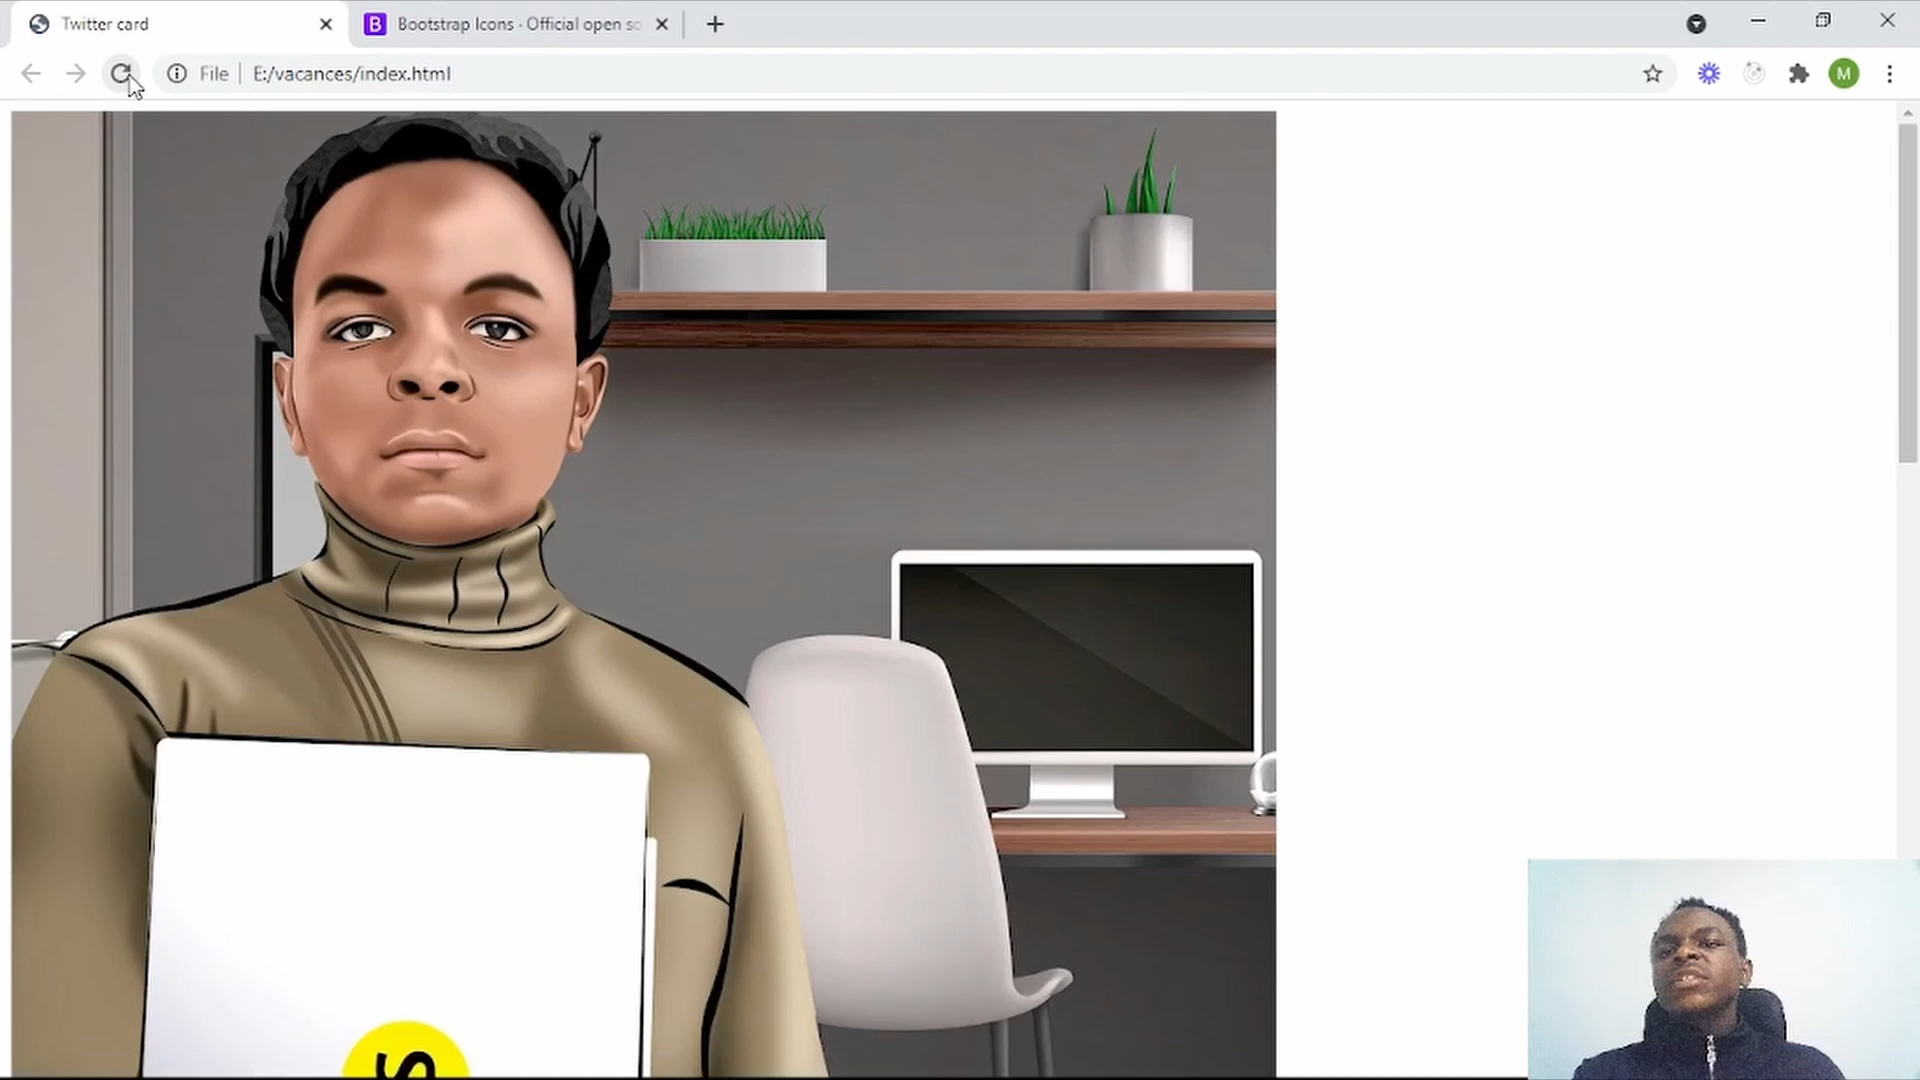 Twitter card
B Bootstrap Icons · Official open so
File E:/vacances/index.html
M
S